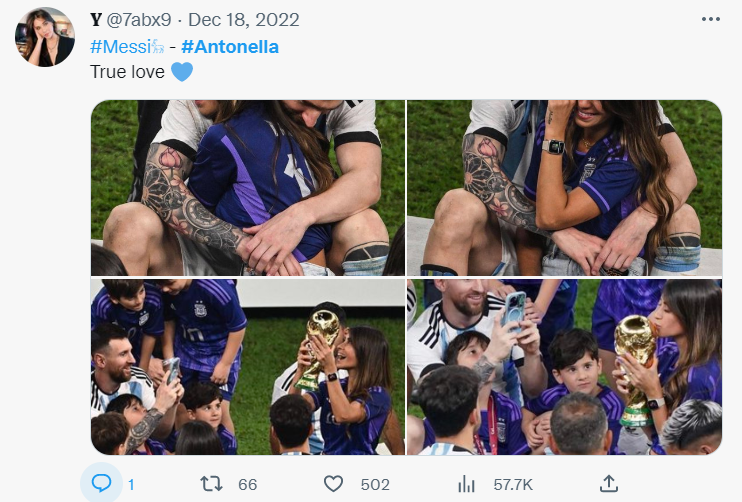 Y @7abx9 · Dec 18, 2022
#Messi - #Antonella
True love
1 66 502 57.7K